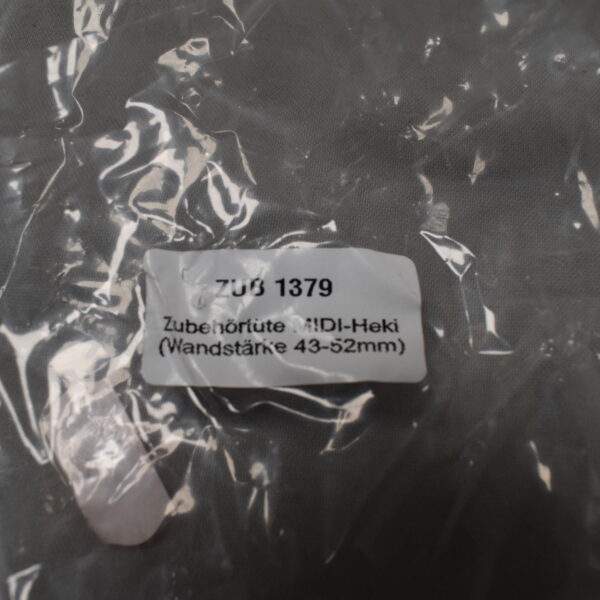 ZUB 1379
Zubehörtüte MIDI-Heki
(Wandstärke 43-52mm)